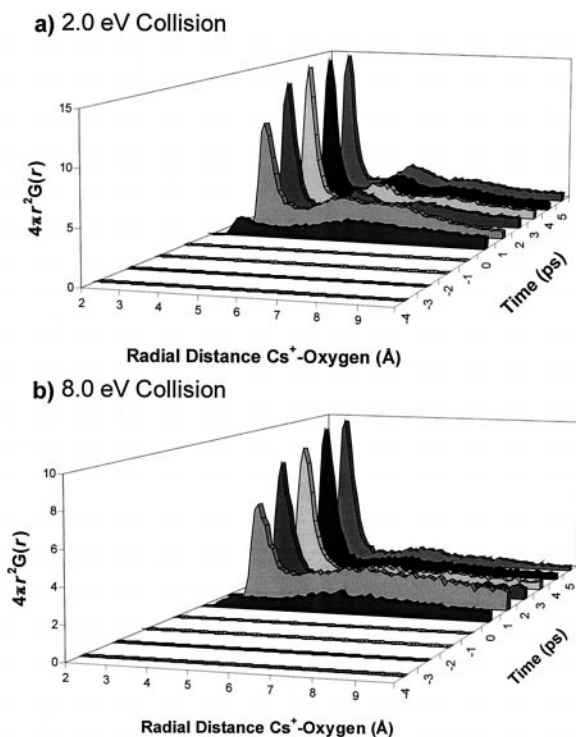 a) 2.0 eV Collision
15
10
5
0
4πr²G(r)
2 3 4 5 6 7 8 9
-4 -3 -2 -1 0 1 2 3 4 5
Time (ps)
Radial Distance Cs⁺-Oxygen (Å)
b) 8.0 eV Collision
10
8
6
4
2
0
4πr²G(r)
2 3 4 5 6 7 8 9
-3 -2 -1 0 1 2 3 4 5
Time (ps)
Radial Distance Cs⁺-Oxygen (Å)